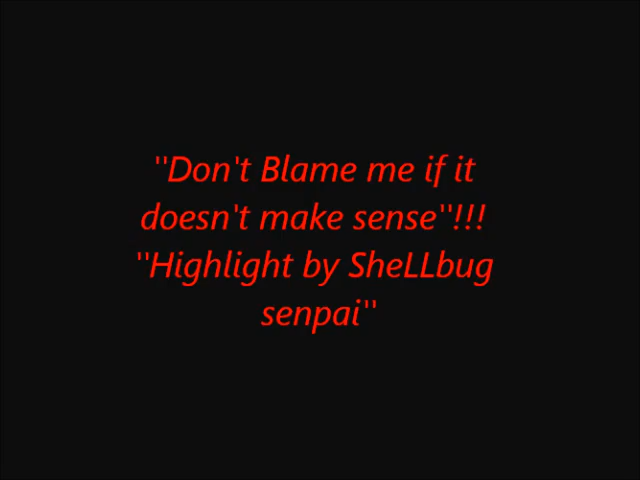 "Don't Blame me if it
doesn't make sense"!!!
"Highlight by SheLLbug
senpai"